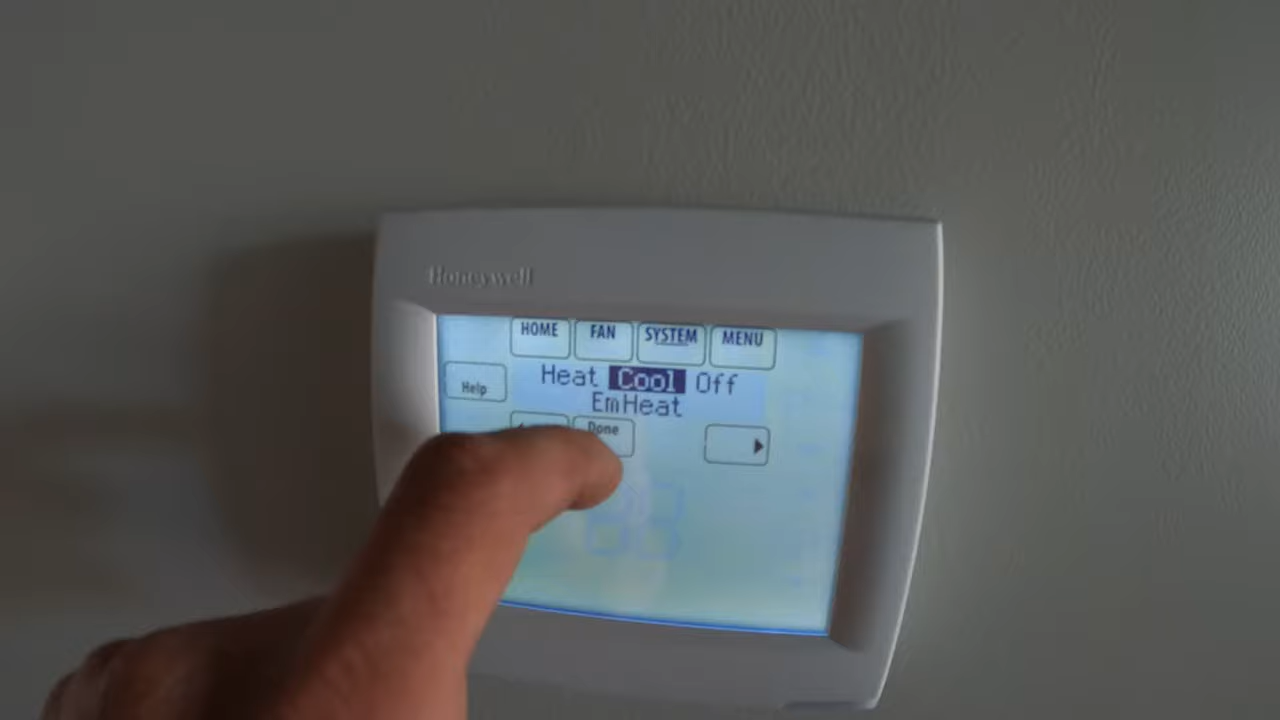 Honeywell
HOME FAN SYSTEM MENU
Help
Heat Cool Off
EmHeat
Done